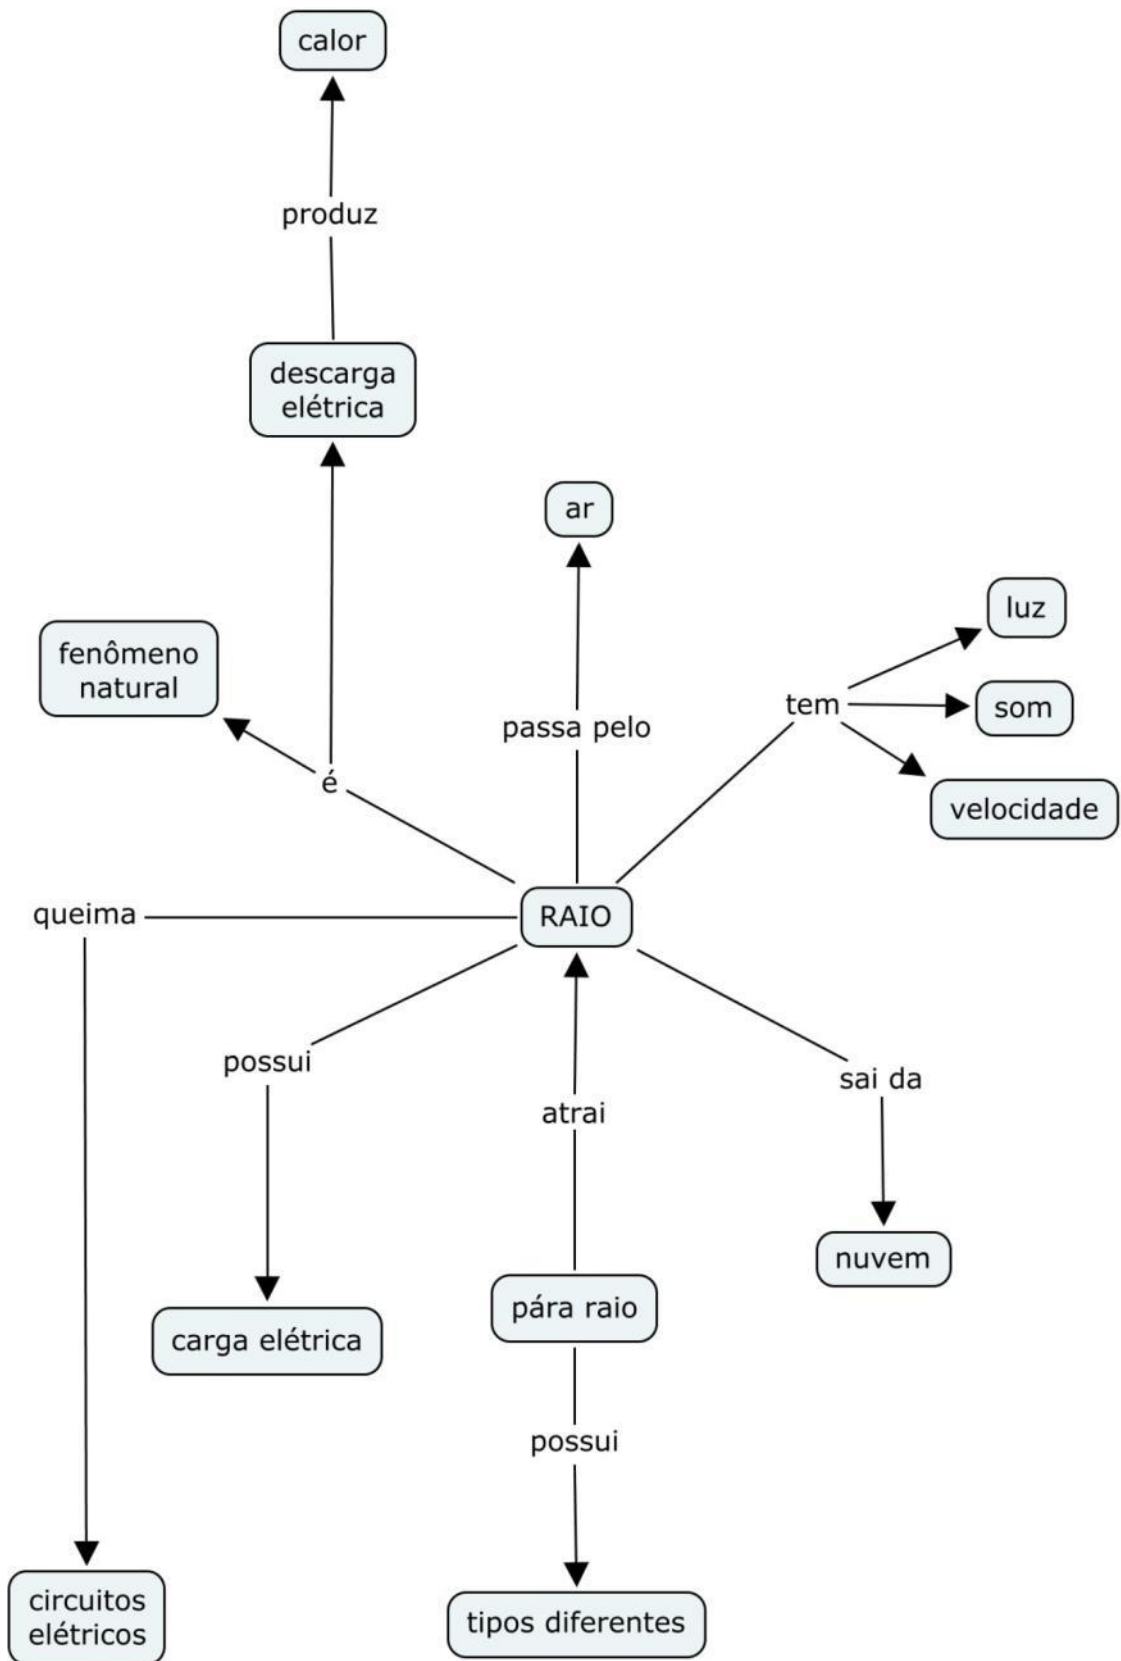 calor
produz
descarga
elétrica
ar
luz
fenômeno
natural
som
tem
passa pelo
é
velocidade
queima
RAIO
possui
sai da
atrai
nuvem
pára raio
carga elétrica
possui
circuitos
elétricos
tipos diferentes